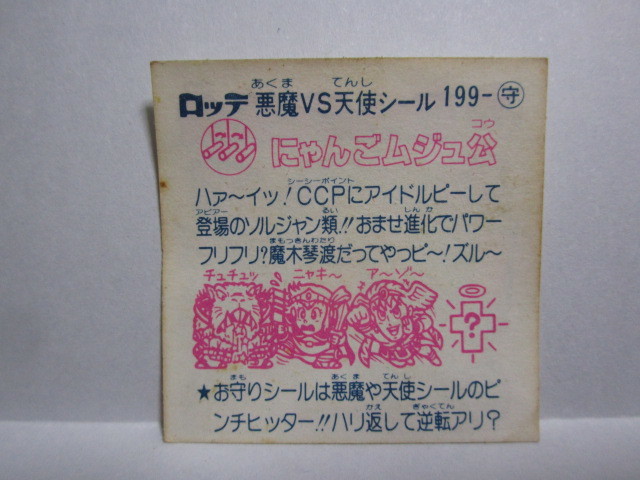 あくま てんし
ロッテ 悪魔VS天使シール 199-守
コウ
にゃんごムジュ公
シーシーポイント
ハァ〜イッ!CCPにアイドルビーして
アピアー るい しんか
登場のソルジャン類!!おませ進化でパワー
まもっきんわたり
フリフリ?魔木琴渡だってやっピ〜!ズル〜
チュチュッ ニャキ〜 ア〜ゾ〜
?
まも あくま てんし
★お守りシールは悪魔や天使シールのピ
かえ ぎゃくてん
ンチヒッター!!ハリ返して逆転アリ?